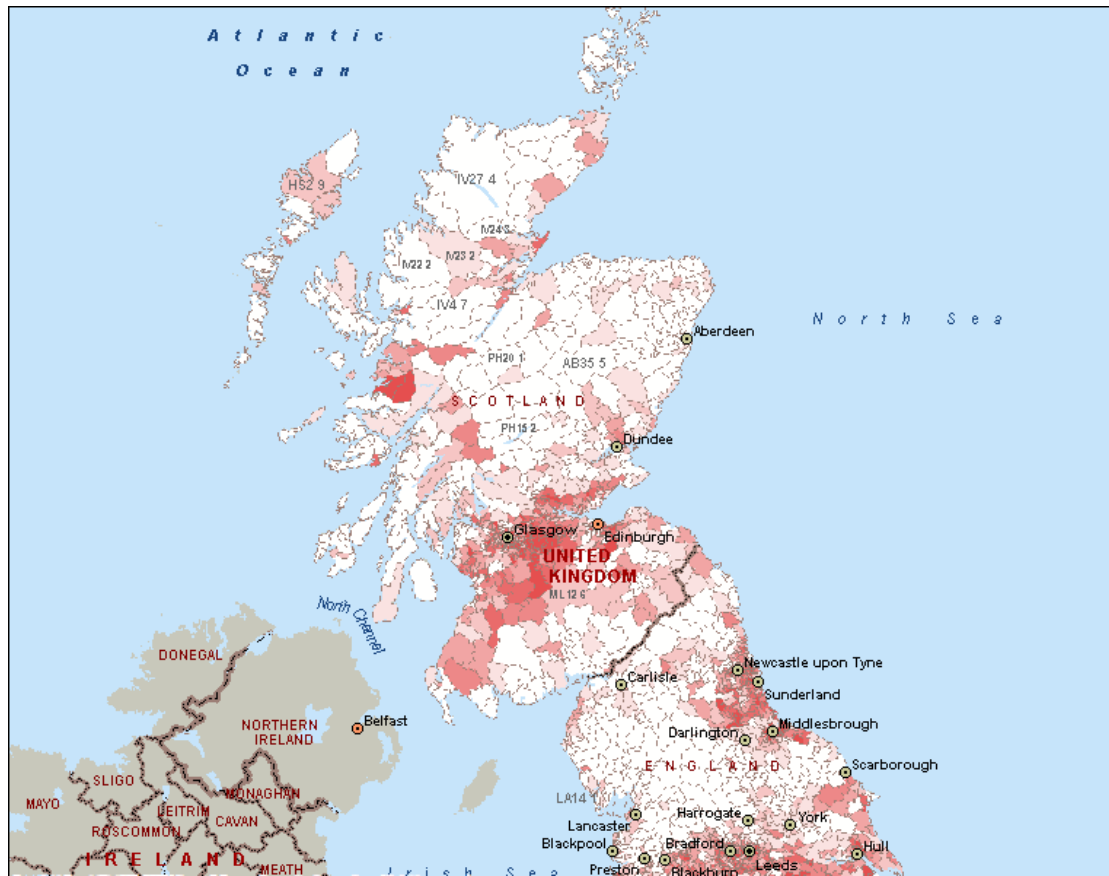 Atlantic
Ocean
HS2 9
IV27 4
IV24 3
IV23 2
IV22 2
IV4 7
North Sea
Aberdeen
PH20 1
AB35 5
SCOTLAND
PH15 2
Dundee
Glasgow
Edinburgh
UNITED
KINGDOM
ML12 6
North Channel
DONEGAL
Newcastle upon Tyne
Carlisle
Sunderland
NORTHERN
IRELAND
Belfast
Middlesbrough
Darlington
ENGLAND
Scarborough
SLIGO
MONAGHAN
MAYO
LEITRIM
CAVAN
ROSCOMMON
LA14 1
Lancaster
Harrogate
York
Blackpool
Bradford
Leeds
Hull
IRELAND
MEATH
Irish Sea
Preston
Blackburn